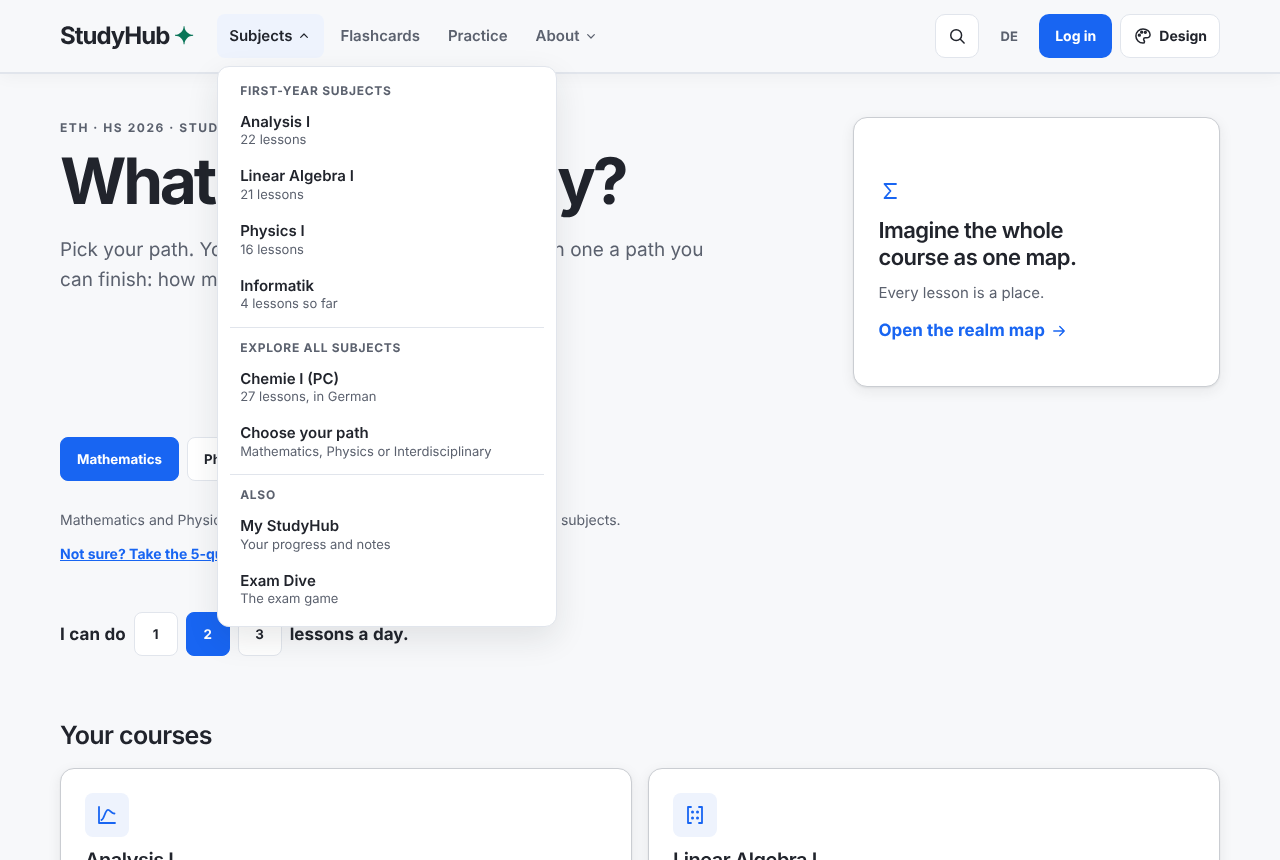 StudyHub
Subjects
Flashcards
Practice
About
DE
Log in
Design
FIRST-YEAR SUBJECTS
Analysis I
22 lessons
Linear Algebra I
21 lessons
Physics I
16 lessons
Informatik
4 lessons so far
EXPLORE ALL SUBJECTS
Chemie I (PC)
27 lessons, in German
Choose your path
Mathematics, Physics or Interdisciplinary
ALSO
My StudyHub
Your progress and notes
Exam Dive
The exam game
ETH · HS 2026 ·
What
Pick your path.
one a path you
can finish: how
Σ
Imagine the whole
course as one map.
Every lesson is a place.
Open the realm map →
Mathematics
Mathematics and
subjects.
Not sure? Take the
I can do 1 2 3 lessons a day.
Your courses
Analysis I
Linear Algebra I